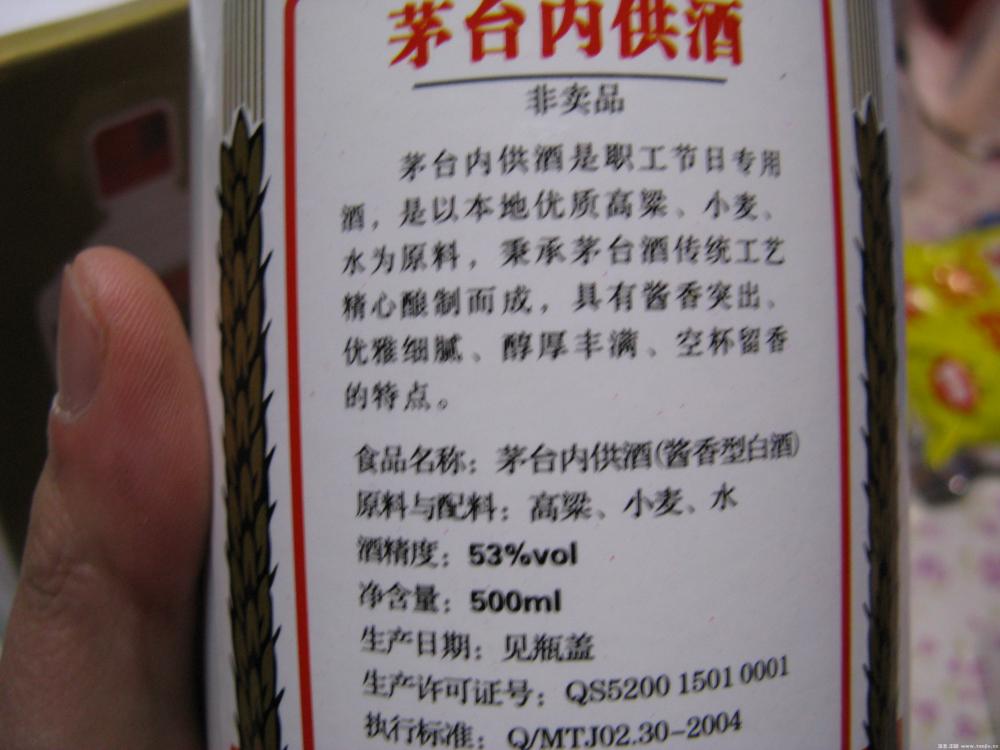 茅台内供酒
非卖品
茅台内供酒是职工节日专用
酒，是以本地优质高粱、小麦、
水为原料，秉承茅台酒传统工艺
精心酿制而成，具有酱香突出、
优雅细腻、醇厚丰满、空杯留香
的特点。
食品名称：茅台内供酒(酱香型白酒)
原料与配料：高粱、小麦、水
酒精度：53%vol
净含量：500ml
生产日期：见瓶盖
生产许可证号：QS5200 1501 0001
执行标准：Q/MTJ02.30-2004